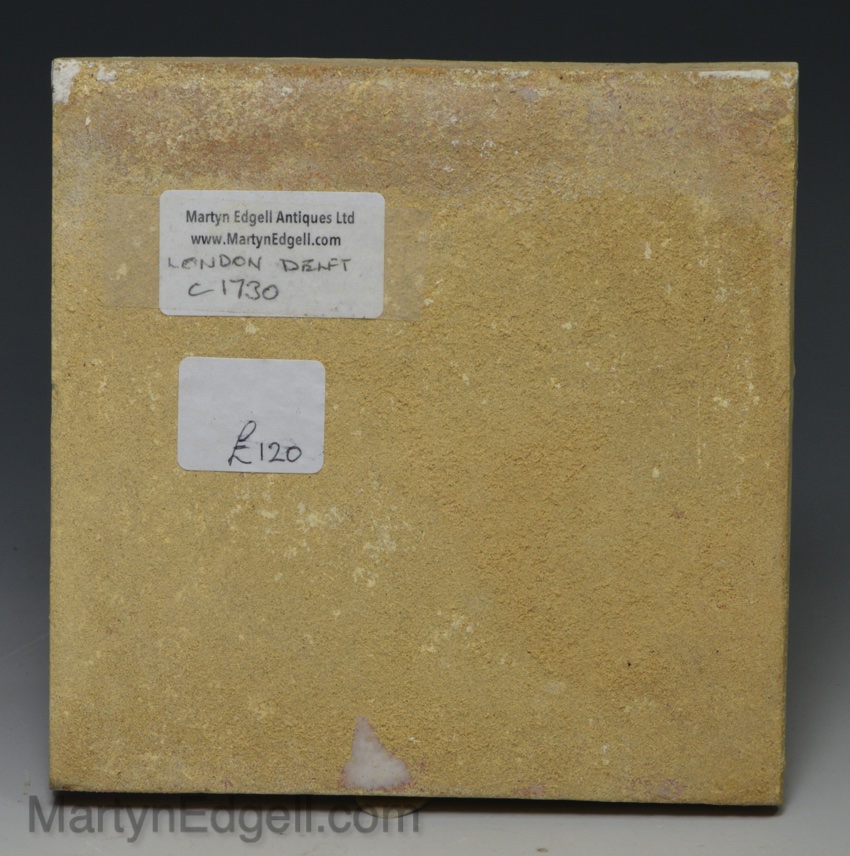 Martyn Edgell Antiques Ltd
www.MartynEdgell.com
LONDON DELFT
C1730
£120
MartynEdgell.com